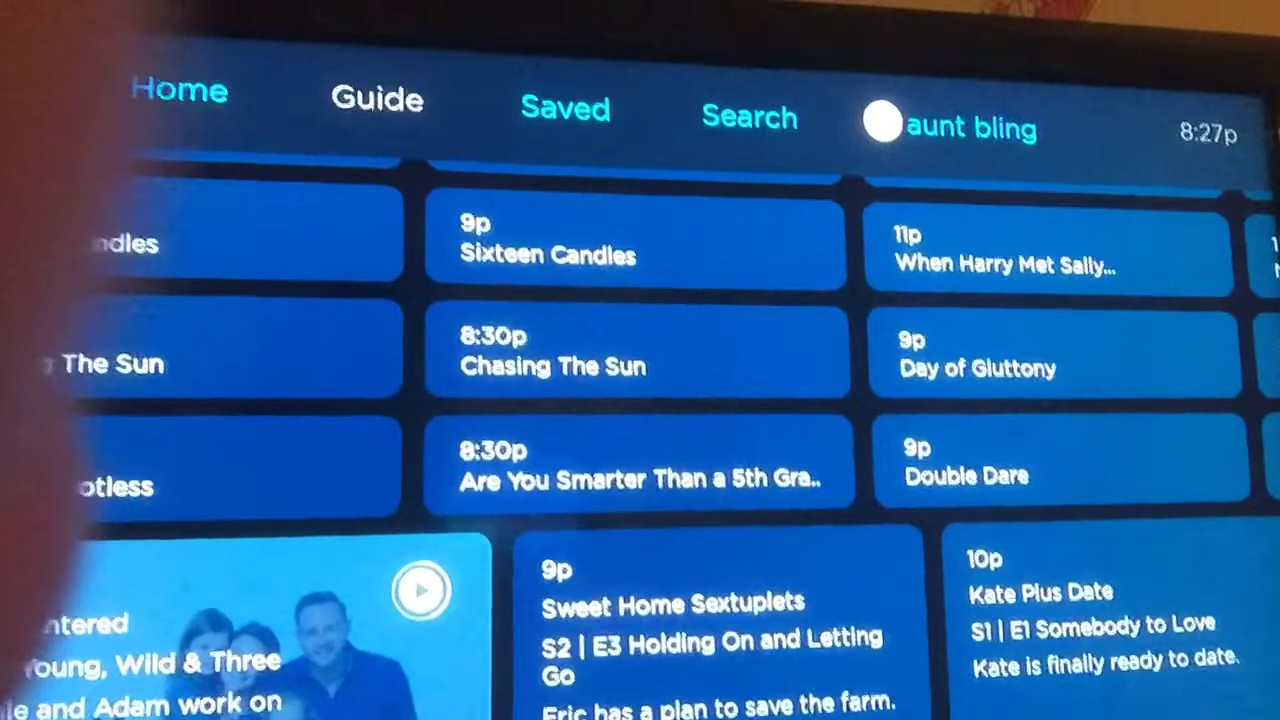 Home Guide Saved Search aunt bling 8:27p
9p
Sixteen Candles
11p
When Harry Met Sally...
The Sun
8:30p
Chasing The Sun
9p
Day of Gluttony
8:30p
Are You Smarter Than a 5th Gra..
9p
Double Dare
Young, Wild & Three
and Adam work on
9p
Sweet Home Sextuplets
S2 | E3 Holding On and Letting
Go
Eric has a plan to save the farm.
10p
Kate Plus Date
S1 | E1 Somebody to Love
Kate is finally ready to date.